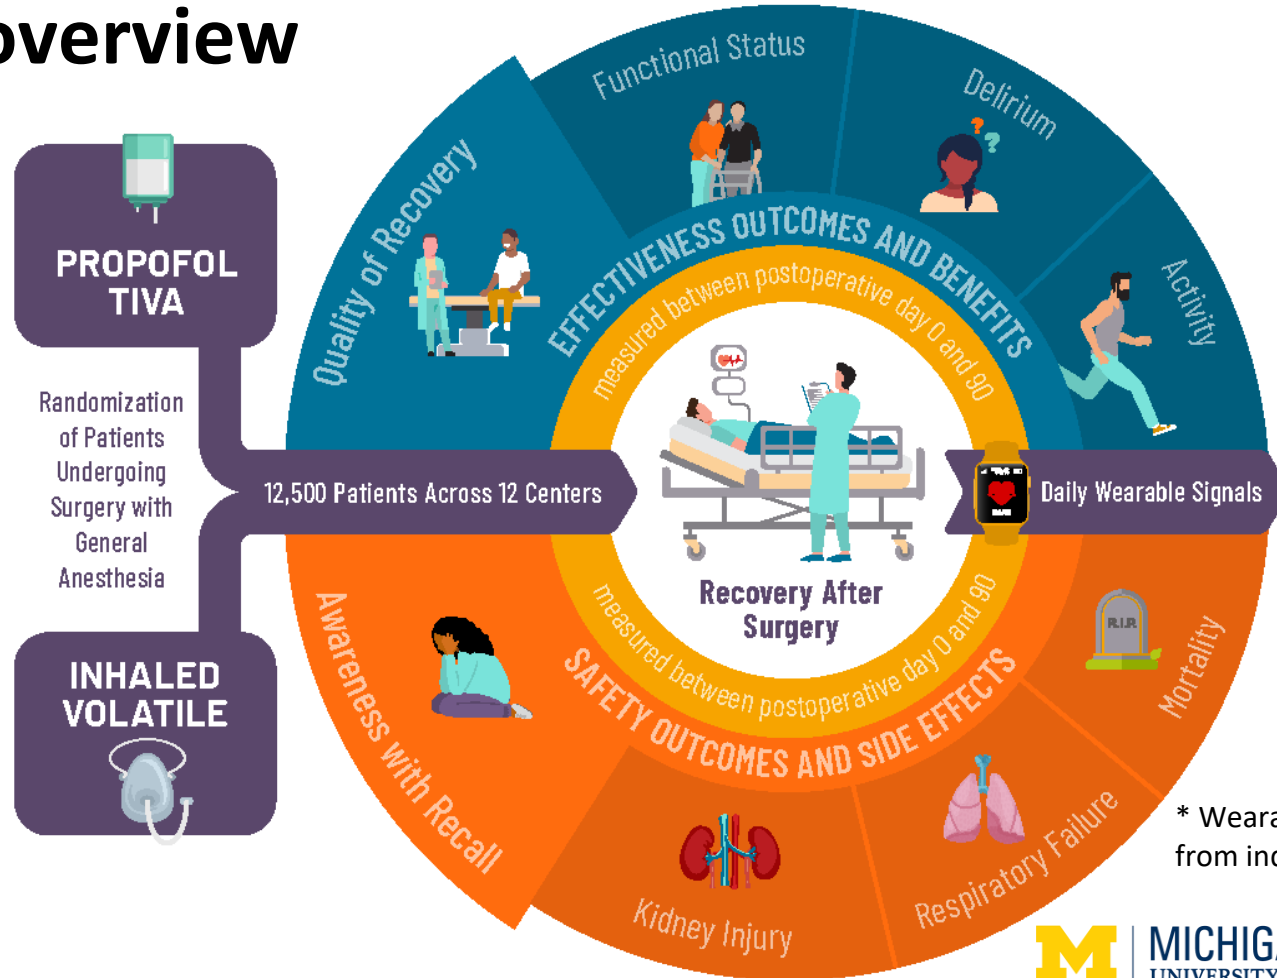 overview
PROPOFOL
TIVA
Randomization
of Patients
Undergoing
Surgery with
General
Anesthesia
INHALED
VOLATILE
12,500 Patients Across 12 Centers
Quality of Recovery
Functional Status
Delirium
Activity
EFFECTIVENESS OUTCOMES AND BENEFITS
measured between postoperative day 0 and 90
Recovery After
Surgery
Daily Wearable Signals
measured between postoperative day 0 and 90
SAFETY OUTCOMES AND SIDE EFFECTS
Awareness with Recall
Kidney Injury
Respiratory Failure
Mortality
R.I.P.
* Weara
from in
M
MICHIG
UNIVERSITY